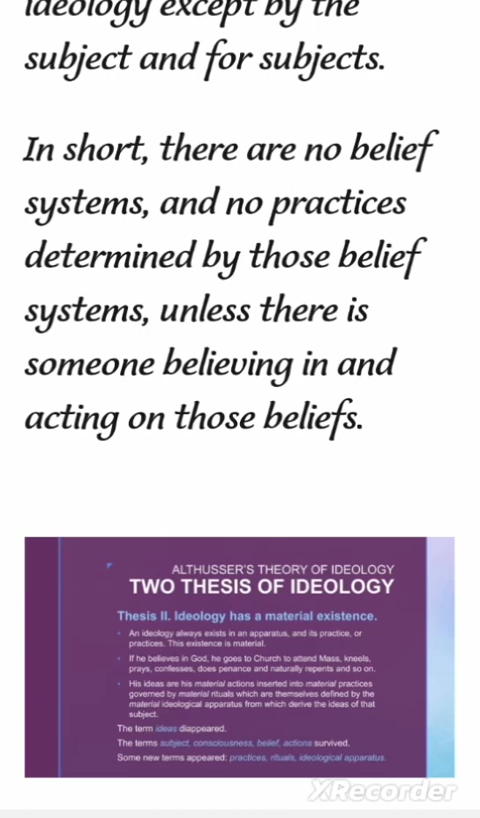 ideology except by the
subject and for subjects.
In short, there are no belief
systems, and no practices
determined by those belief
systems, unless there is
someone believing in and
acting on those beliefs.
ALTHUSSER'S THEORY OF IDEOLOGY
TWO THESIS OF IDEOLOGY
Thesis II. Ideology has a material existence.
• An ideology always exists in an apparatus, and its practice, or
practices. This existence is material.
• If he believes in God, he goes to Church to attend Mass, kneels,
prays, confesses, does penance and naturally repents and so on.
• His ideas are his material actions inserted into material practices
governed by material rituals which are themselves defined by the
material ideological apparatus from which derive the ideas of that
subject.
The term ideas diappeared.
The terms subject, consciousness, belief, actions survived.
Some new terms appeared: practices, rituals, ideological apparatus.
XRecorder